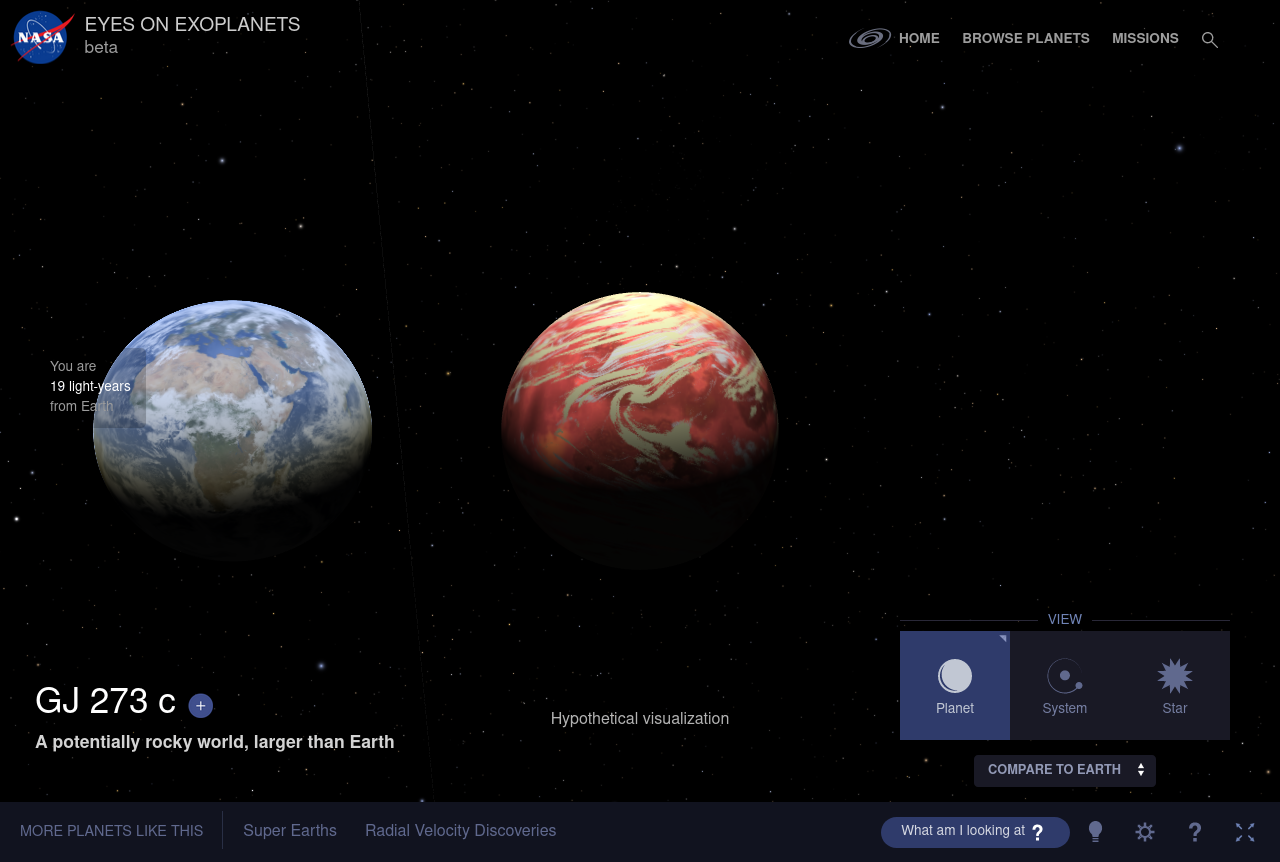 NASA
EYES ON EXOPLANETS
beta
HOME
BROWSE PLANETS
MISSIONS
You are
19 light-years
from Earth
VIEW
Planet
System
Star
GJ 273 c +
A potentially rocky world, larger than Earth
Hypothetical visualization
COMPARE TO EARTH
MORE PLANETS LIKE THIS
Super Earths
Radial Velocity Discoveries
What am I looking at ?
?